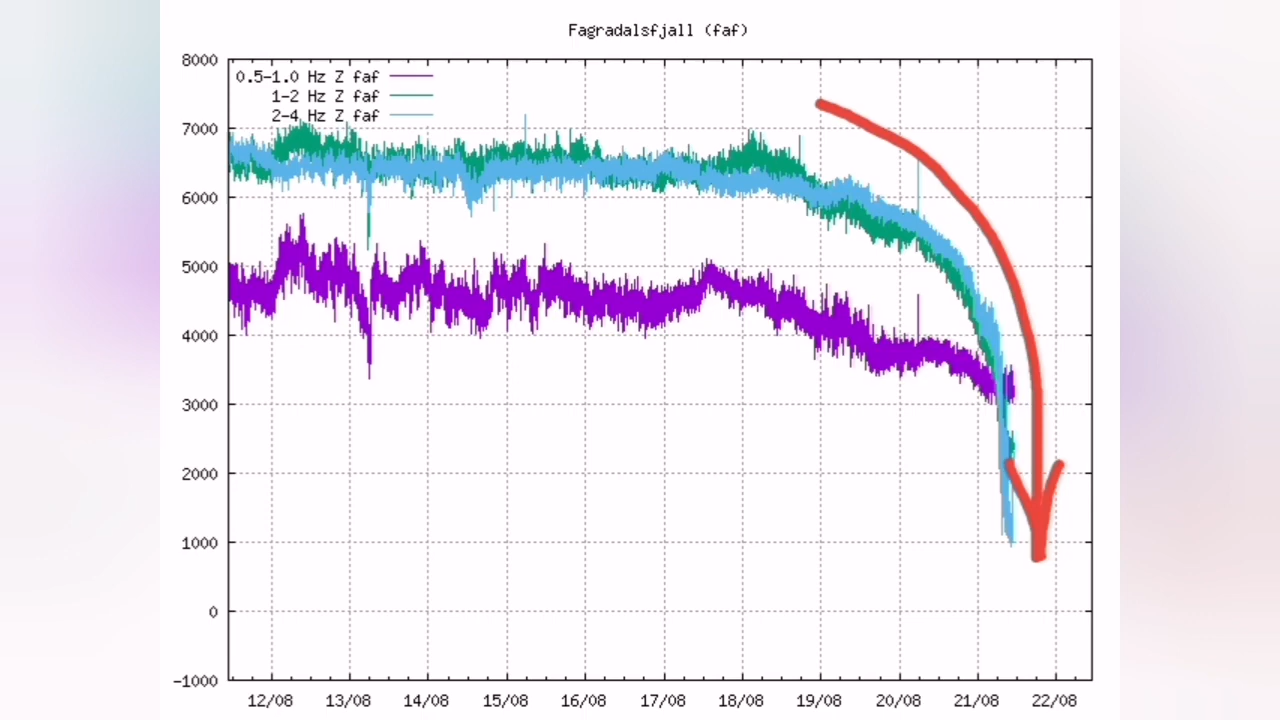 Fagradalsfjall (faf)
8000
7000
6000
5000
4000
3000
2000
1000
0
-1000
0.5-1.0 Hz Z faf
1-2 Hz Z faf
2-4 Hz Z faf
12/08 13/08 14/08 15/08 16/08 17/08 18/08 19/08 20/08 21/08 22/08